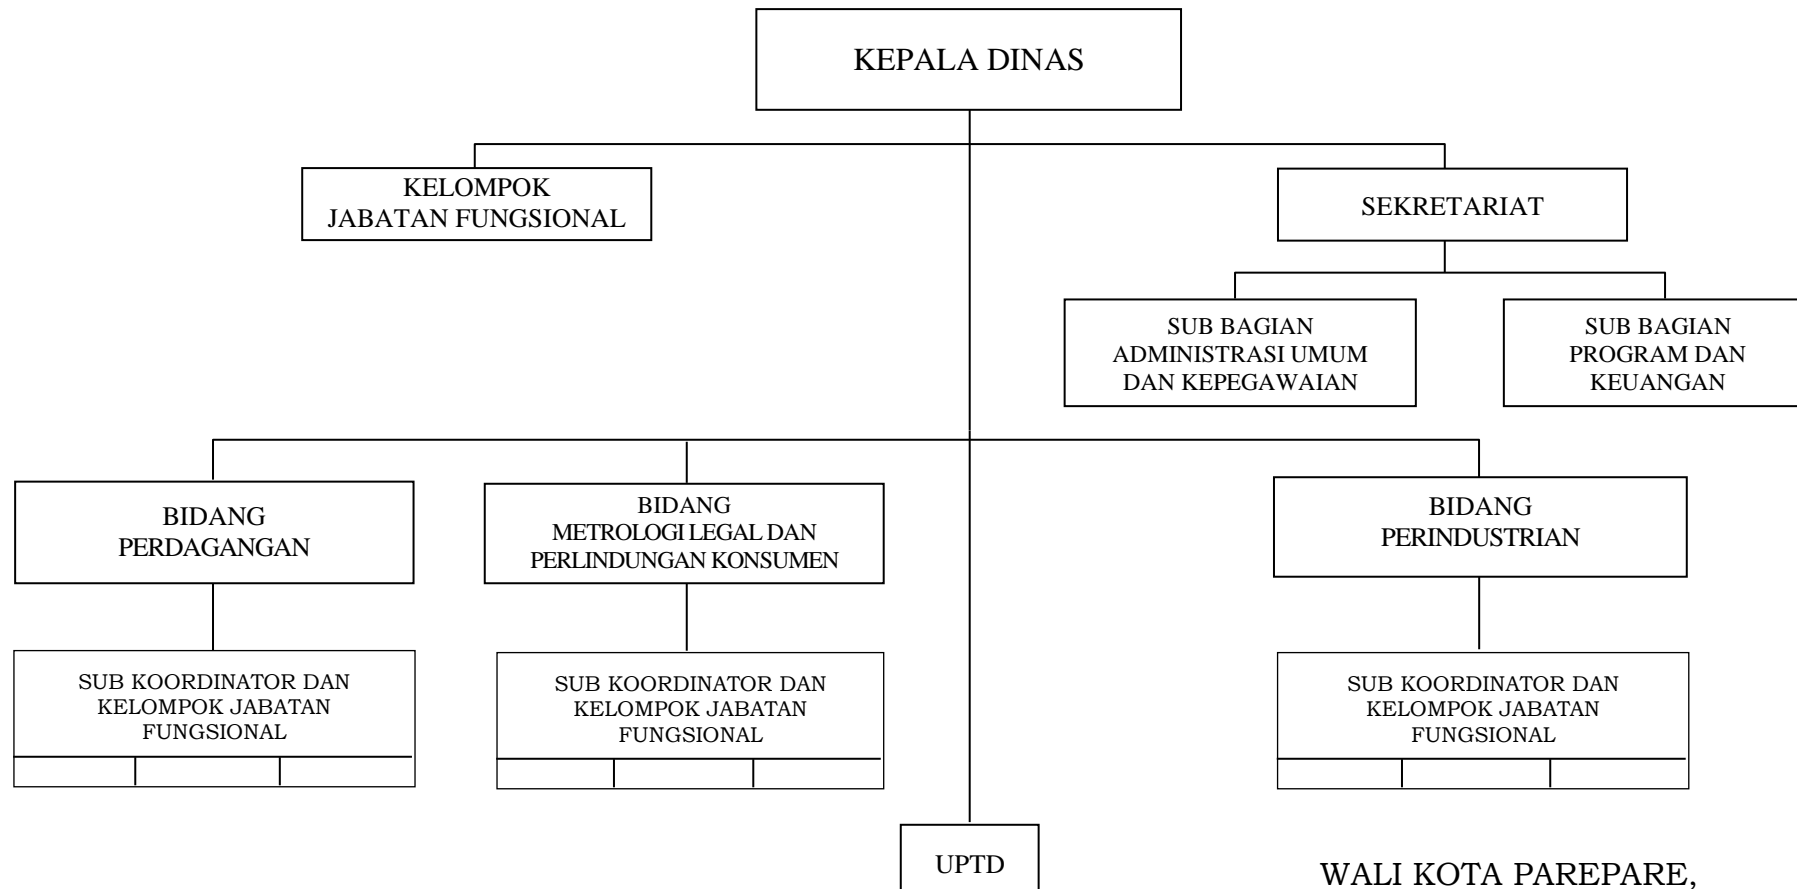 KEPALA DINAS
KELOMPOK
JABATAN FUNGSIONAL
SEKRETARIAT
SUB BAGIAN
ADMINISTRASI UMUM
DAN KEPEGAWAIAN
SUB BAGIAN
PROGRAM DAN
KEUANGAN
BIDANG
PERDAGANGAN
BIDANG
METROLOGI LEGAL DAN
PERLINDUNGAN KONSUMEN
BIDANG
PERINDUSTRIAN
SUB KOORDINATOR DAN
KELOMPOK JABATAN
FUNGSIONAL
SUB KOORDINATOR DAN
KELOMPOK JABATAN
FUNGSIONAL
SUB KOORDINATOR DAN
KELOMPOK JABATAN
FUNGSIONAL
UPTD
WALI KOTA PAREPARE,